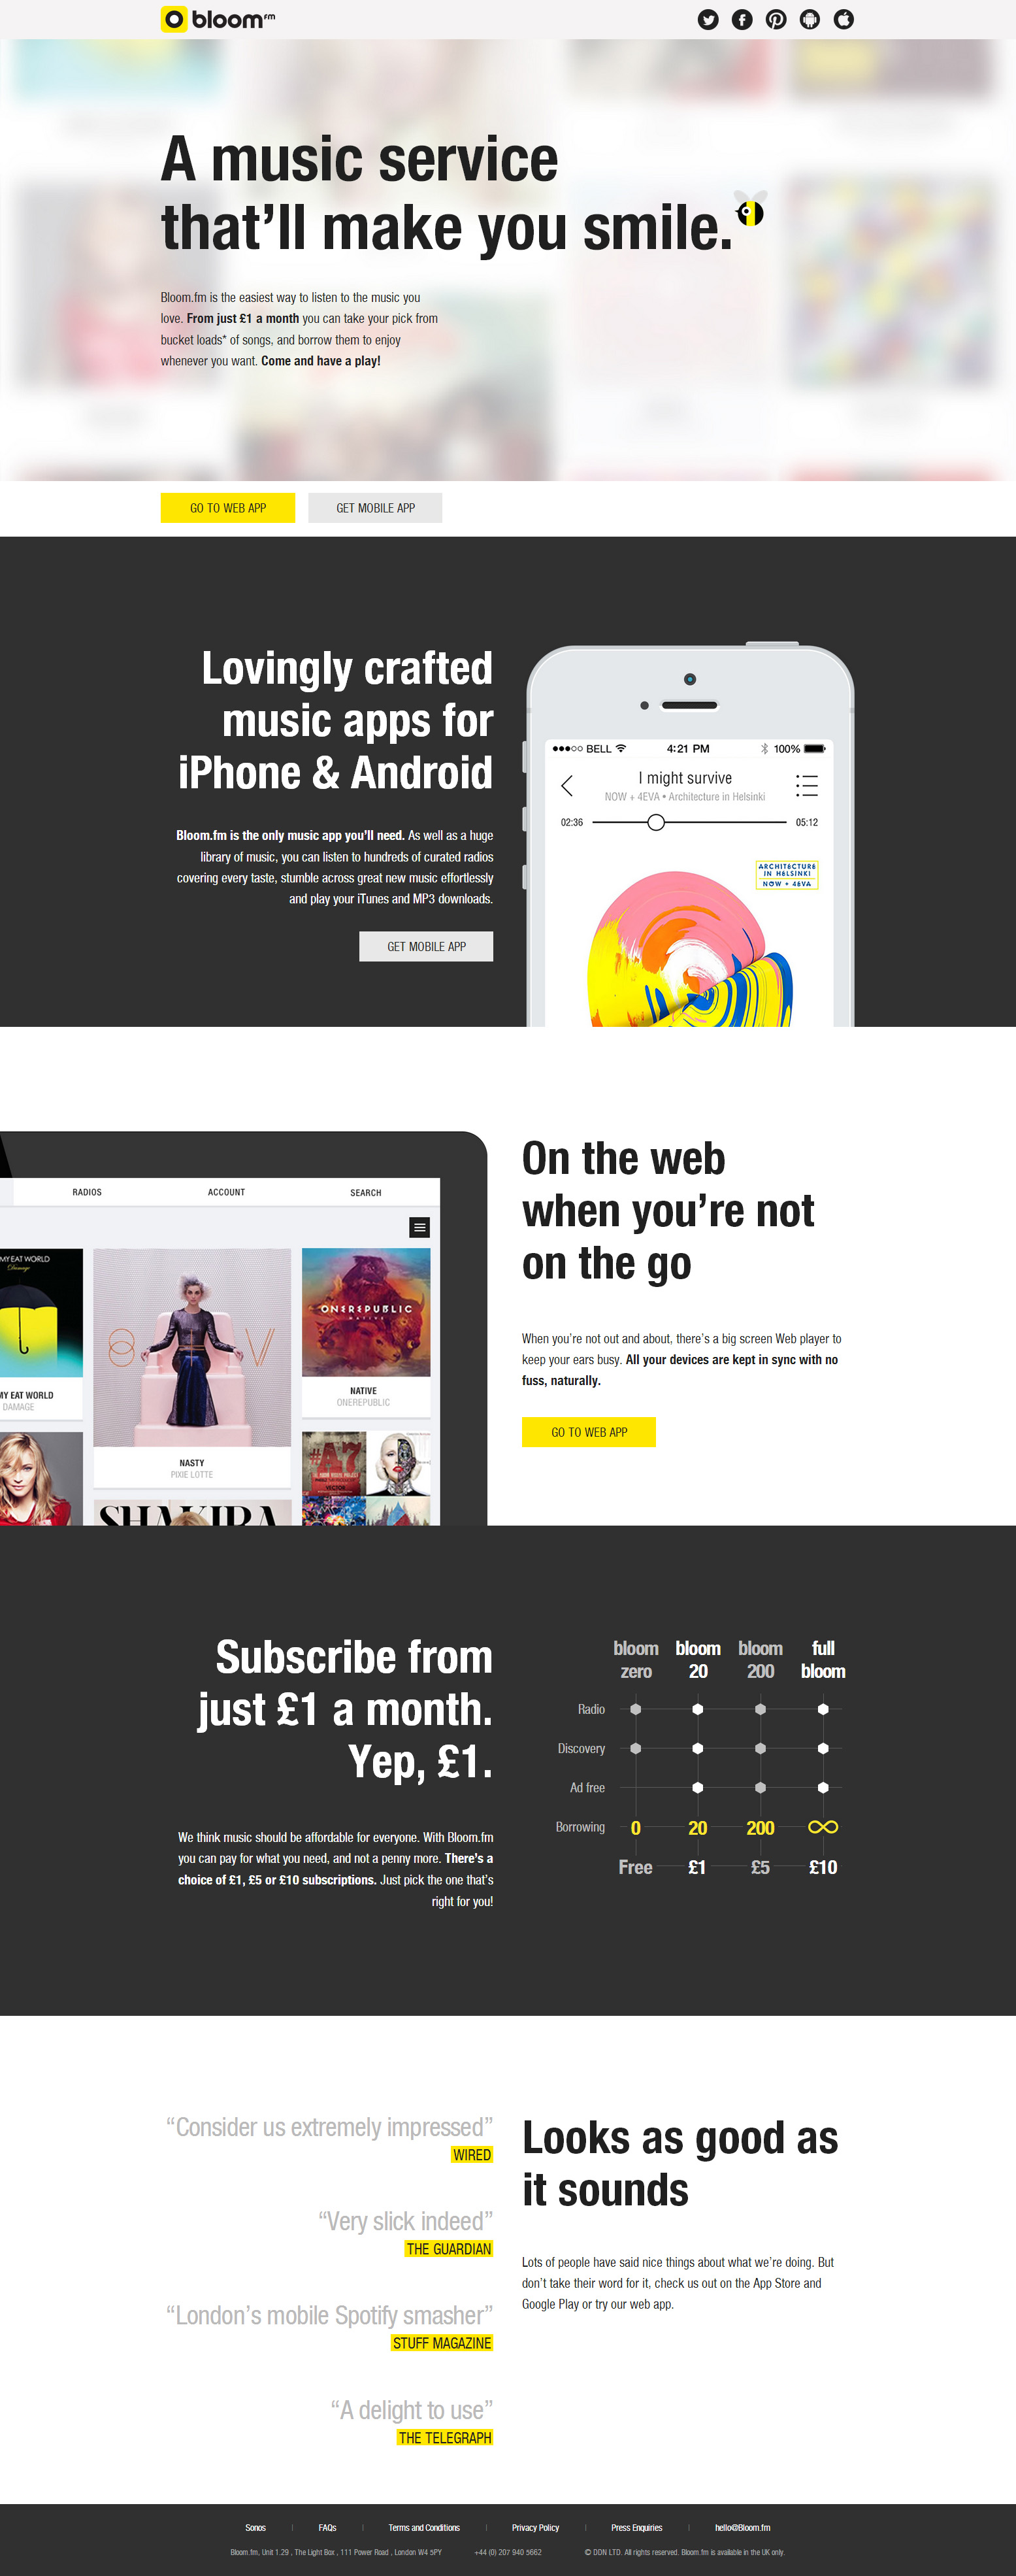 bloom fm
A music service
that’ll make you smile.
Bloom.fm is the easiest way to listen to the music you
love. From just £1 a month you can take your pick from
bucket loads* of songs, and borrow them to enjoy
whenever you want. Come and have a play!
GO TO WEB APP
GET MOBILE APP
Lovingly crafted
music apps for
iPhone & Android
Bloom.fm is the only music app you’ll need. As well as a huge
library of music, you can listen to hundreds of curated radios
covering every taste, stumble across great new music effortlessly
and play your iTunes and MP3 downloads.
GET MOBILE APP
BELL 4:21 PM 100%
I might survive
NOW + 4EVA • Architecture in Helsinki
02:36 05:12
ARCHITECTURE
IN HELSINKI
NOW + 4EVA
RADIOS ACCOUNT SEARCH
MY EAT WORLD
Damage
ONEREPUBLIC
NATIVE
MY EAT WORLD
DAMAGE
NASTY
PIXIE LOTTE
NATIVE
ONEREPUBLIC
#A7
VICTOR
SHAKIRA
On the web
when you’re not
on the go
When you’re not out and about, there’s a big screen Web player to
keep your ears busy. All your devices are kept in sync with no
fuss, naturally.
GO TO WEB APP
Subscribe from
just £1 a month.
Yep, £1.
We think music should be affordable for everyone. With Bloom.fm
you can pay for what you need, and not a penny more. There’s a
choice of £1, £5 or £10 subscriptions. Just pick the one that’s
right for you!
bloom zero
bloom 20
bloom 200
full bloom
Radio
Discovery
Ad free
Borrowing 0 20 200 ∞
Free £1 £5 £10
“Consider us extremely impressed”
WIRED
“Very slick indeed”
THE GUARDIAN
“London’s mobile Spotify smasher”
STUFF MAGAZINE
“A delight to use”
THE TELEGRAPH
Looks as good as
it sounds
Lots of people have said nice things about what we’re doing. But
don’t take their word for it, check us out on the App Store and
Google Play or try our web app.
Sonos | FAQs | Terms and Conditions | Privacy Policy | Press Enquiries | hello@Bloom.fm
Bloom.fm, Unit 1.29 , The Light Box , 111 Power Road , London W4 5PY +44 (0) 207 940 5662 © DDN LTD. All rights reserved. Bloom.fm is available in the UK only.